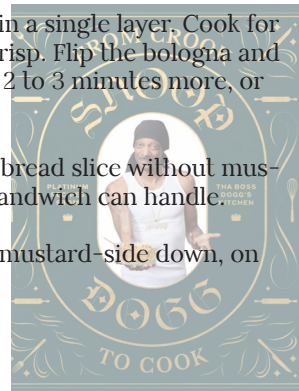 in a single layer. Cook for
FROM CROOK
risp. Flip the bologna and
2 to 3 minutes more, or
SNOOP
bread slice without mus-
PLATINUM
THA BOSS
DOGG'S
KITCHEN
andwich can handle.
mustard-side down, on
DOGG
TO COOK